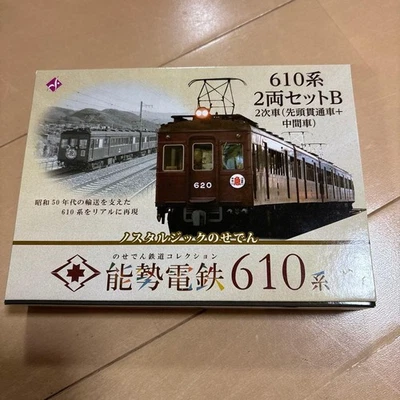 610系
2両セットB
2次車(先頭貫通車+
中間車)
620
昭和50年代の輸送を支えた
610系をリアルに再現
ノスタルジックのせでん
のせでん鉄道コレクション
能勢電鉄610系